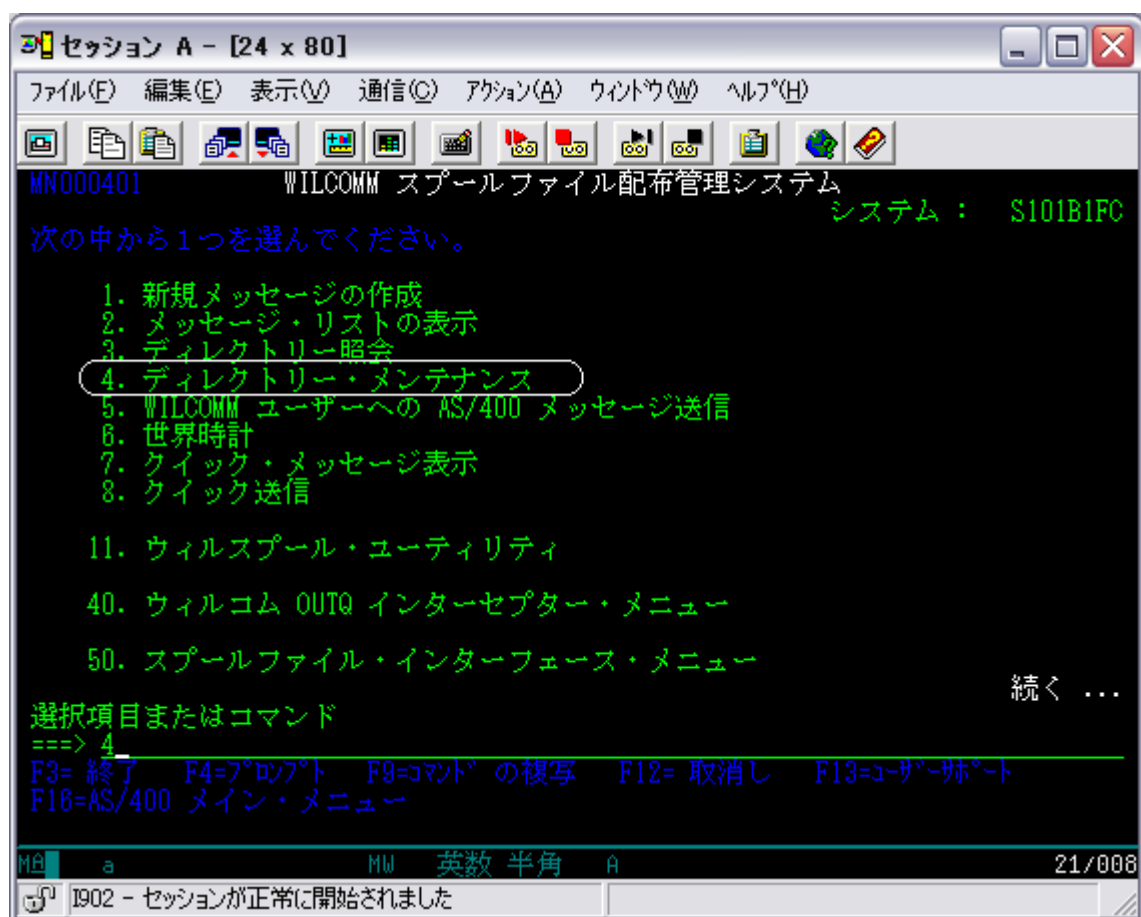 セッション A - [24 x 80]
ファイル(F) 編集(E) 表示(V) 通信(C) アクション(A) ウィンドウ(W) ヘルプ(H)
MN000401 WILCOMM スプールファイル配布管理システム
システム : S101B1FC
次の中から1つを選んでください。
1. 新規メッセージの作成
2. メッセージ・リストの表示
3. ディレクトリー照会
4. ディレクトリー・メンテナンス
5. WILCOMM ユーザーへの AS/400 メッセージ送信
6. 世界時計
7. クイック・メッセージ表示
8. クイック送信
11. ウィルスプール・ユーティリティ
40. ウィルコム OUTQ インターセプター・メニュー
50. スプールファイル・インターフェース・メニュー
続く ...
選択項目またはコマンド
===> 4
F3= 終了 F4=プロンプト F9=コマンド の複写 F12= 取消し F13=ユーザーサポート
F16=AS/400 メイン・メニュー
MA a MW 英数 半角 A 21/008
I902 - セッションが正常に開始されました